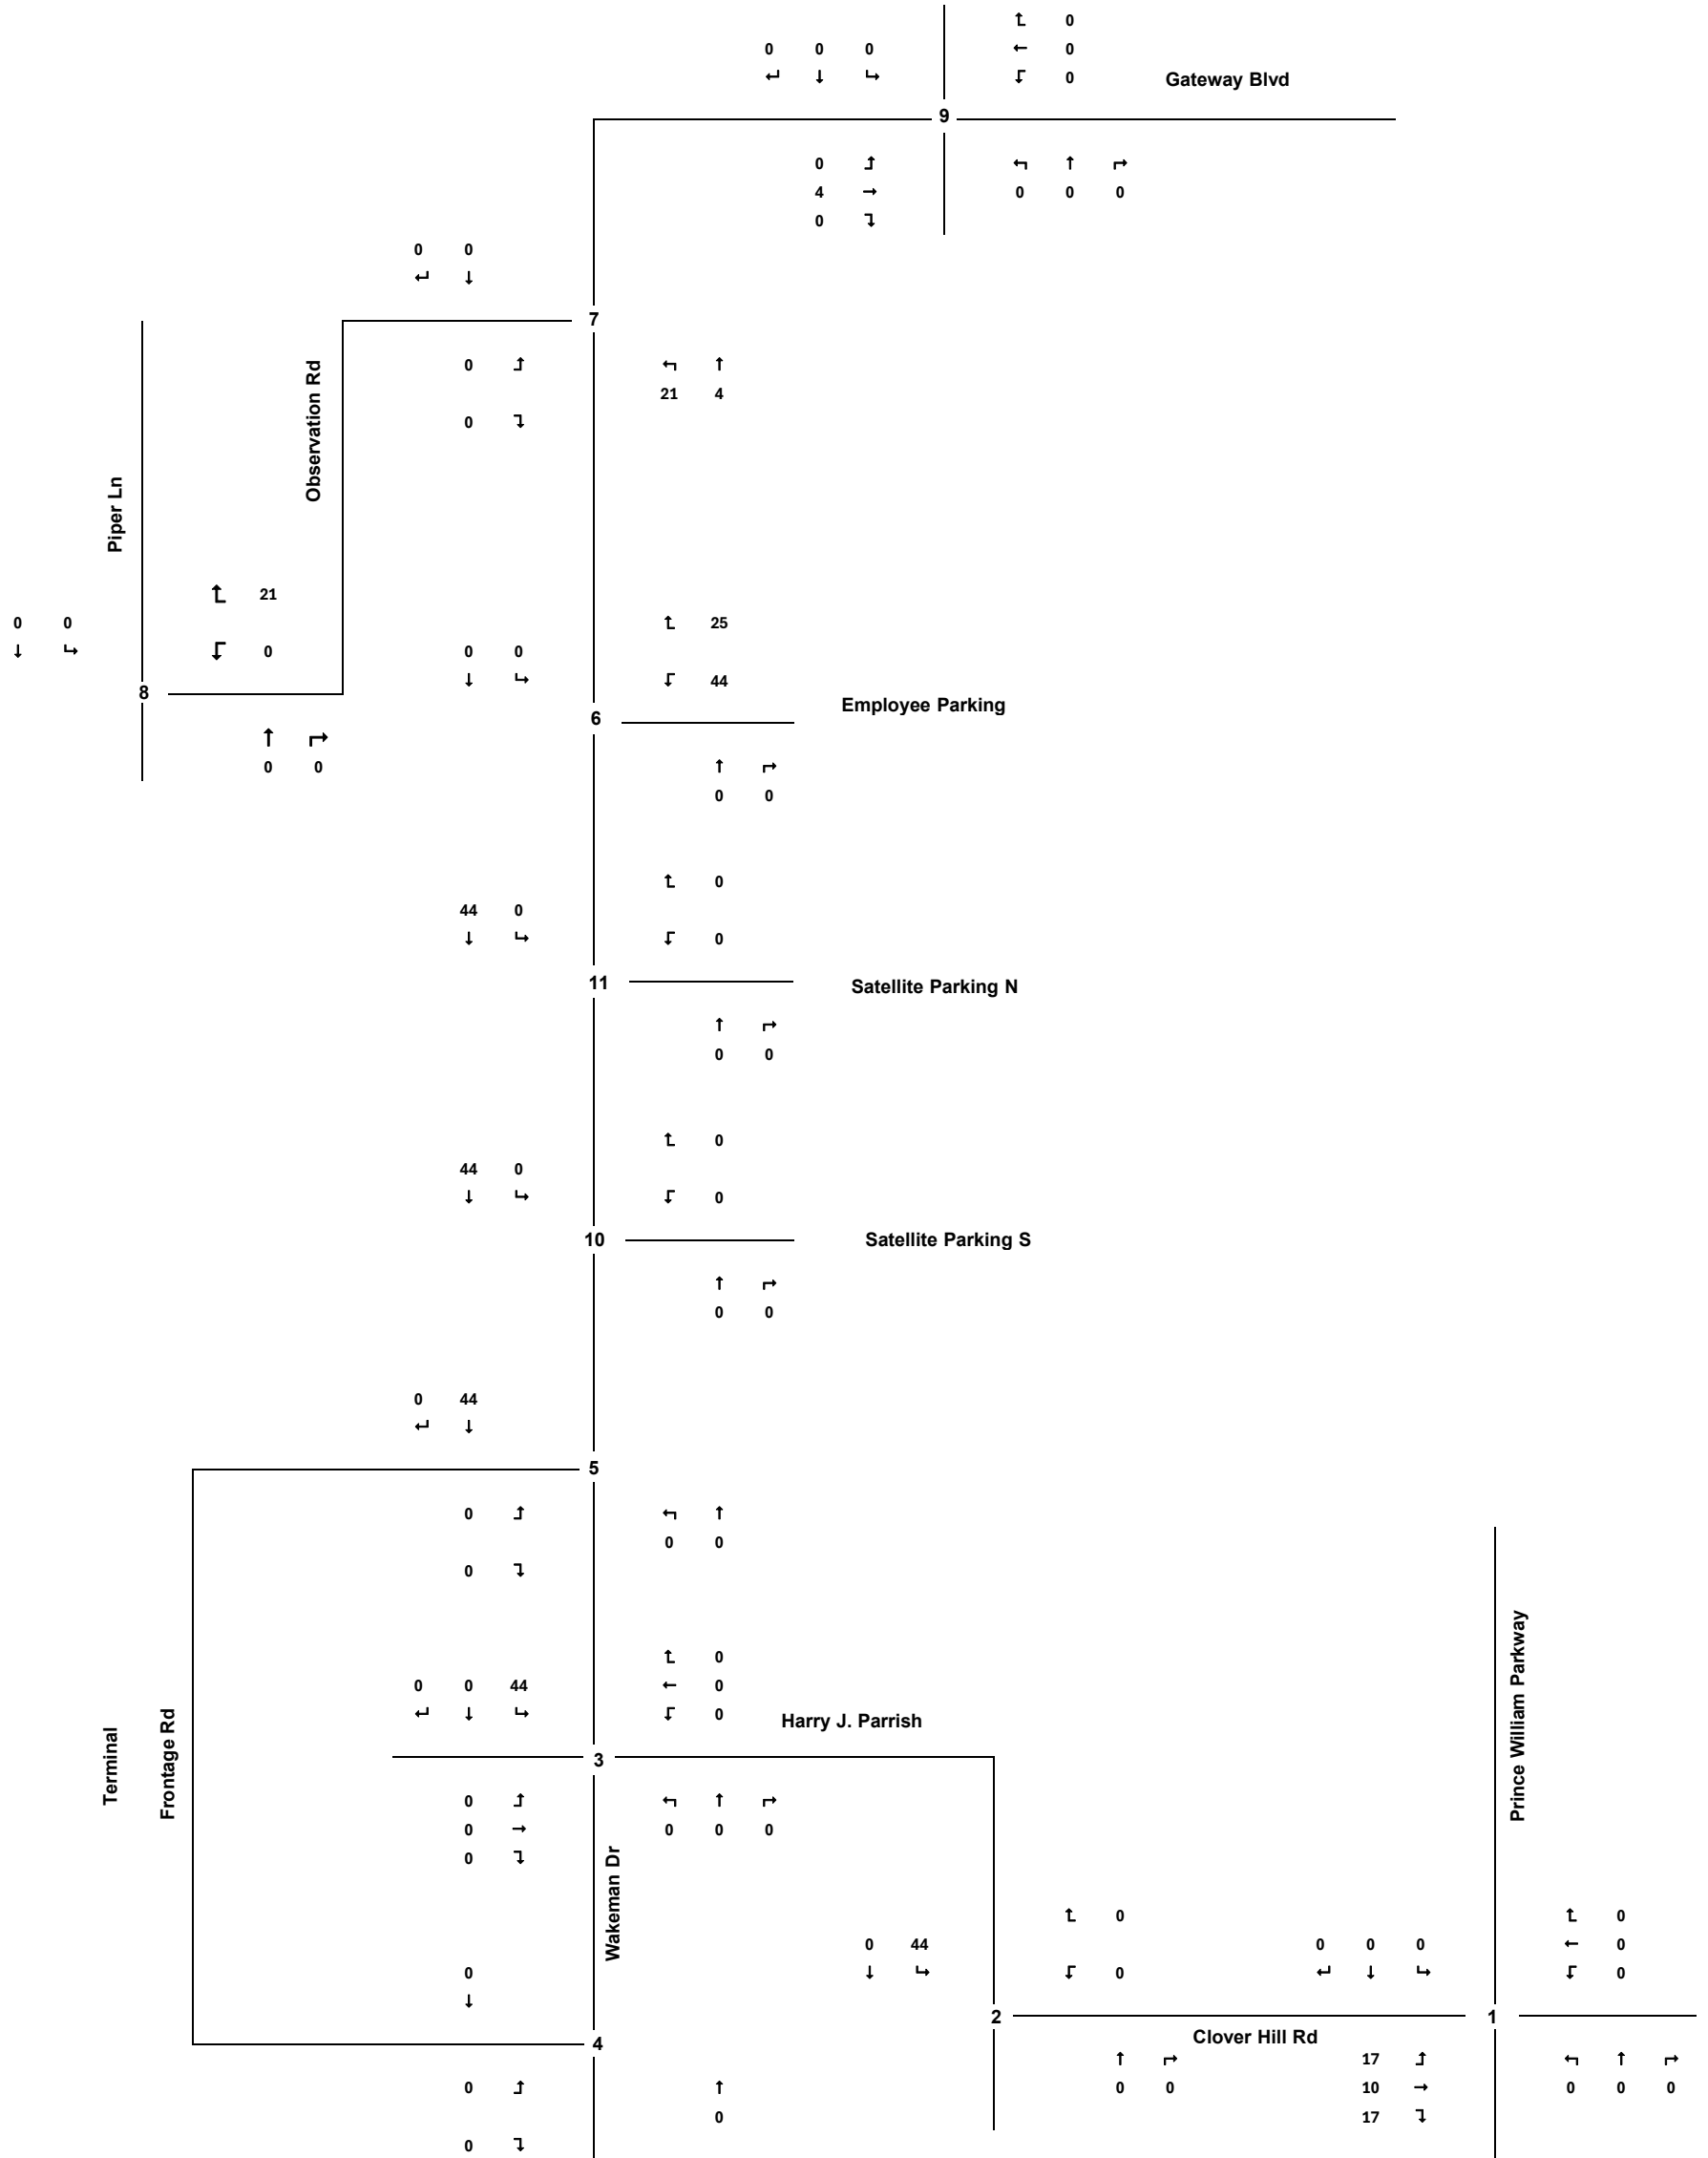 ↰ 0
0 0 0 ← 0
↵ ↓ ↳ ↲ 0 Gateway Blvd
9
0 ↑ ↰ ↑ ↱
4 → 0 0 0
0 ↴
0 0
↵ ↓
7
0 ↑ ↰ ↑
21 4
0 ↴
Observation Rd
Piper Ln
↑ 21
0 0 ↑ 25
↓ ↳ ↲ 0 0 0
↓ ↳ ↲ 44
8
6 Employee Parking
↑ ↱
0 0
↑ ↱
0 0
↑ 0
44 0
↓ ↳ ↲ 0
11 Satellite Parking N
↑ ↱
0 0
↑ 0
44 0
↓ ↳ ↲ 0
10 Satellite Parking S
↑ ↱
0 0
0 44
↵ ↓
5
0 ↑ ↰ ↑
0 0
0 ↴
↑ 0
0 0 44 ← 0
↵ ↓ ↳ ↲ 0 Harry J. Parrish
Terminal
Frontage Rd
Prince William Parkway
3
0 ↑ ↰ ↑ ↱
0 → 0 0 0
0 ↴
Wakeman Dr
↑ 0 ↑ 0
0 44 0 0 0 ← 0
0 ↓ ↳ ↲ 0 ↵ ↓ ↳ ↲ 0
↓
2 1
Clover Hill Rd
4
↑ ↱ 17 ↑ ↰ ↑ ↱
0 ↑ ↑ 0 0 10 → 0 0 0
0 17 ↴
0 ↴